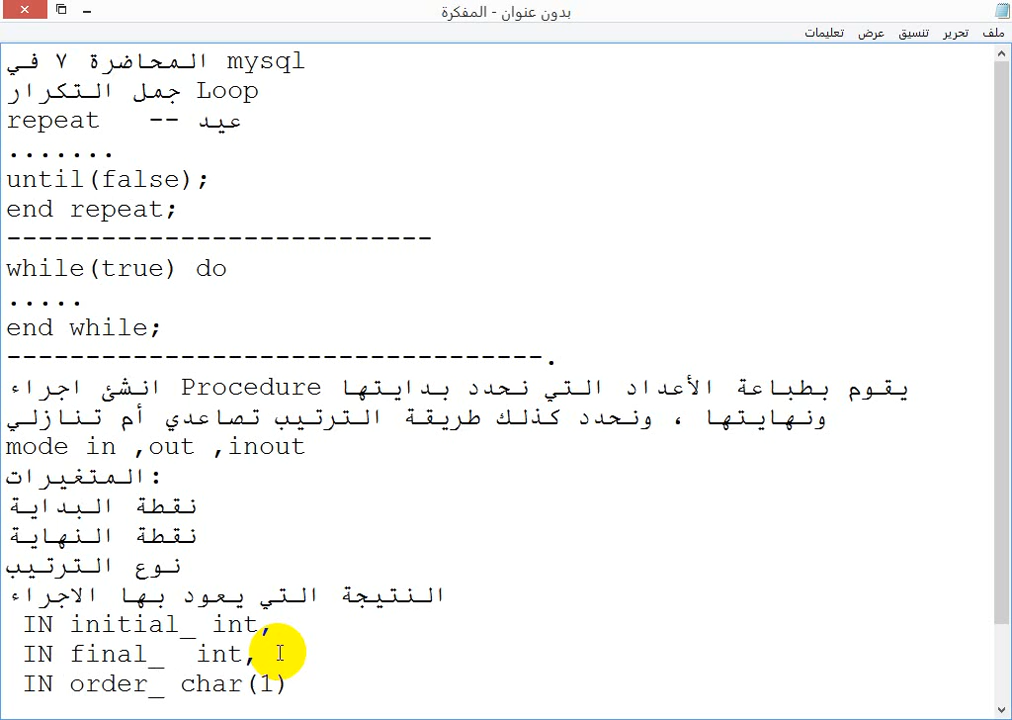 بدون عنوان - المفكرة
ملف تحرير تنسيق عرض تعليمات
المحاضرة ٧ في mysql
جمل التكرار Loop
repeat -- عيد
.......
until(false);
end repeat;
---------------------------
while(true) do
.....
end while;
----------------------------------.
انشئ اجراء Procedure يقوم بطباعة الأعداد التي نحدد بدايتها
ونهايتها ، ونحدد كذلك طريقة الترتيب تصاعدي أم تنازلي
mode in ,out ,inout
المتغيرات:
نقطة البداية
نقطة النهاية
نوع الترتيب
النتيجة التي يعود بها الاجراء
IN initial_ int,
IN final_ int,
IN order_ char(1)